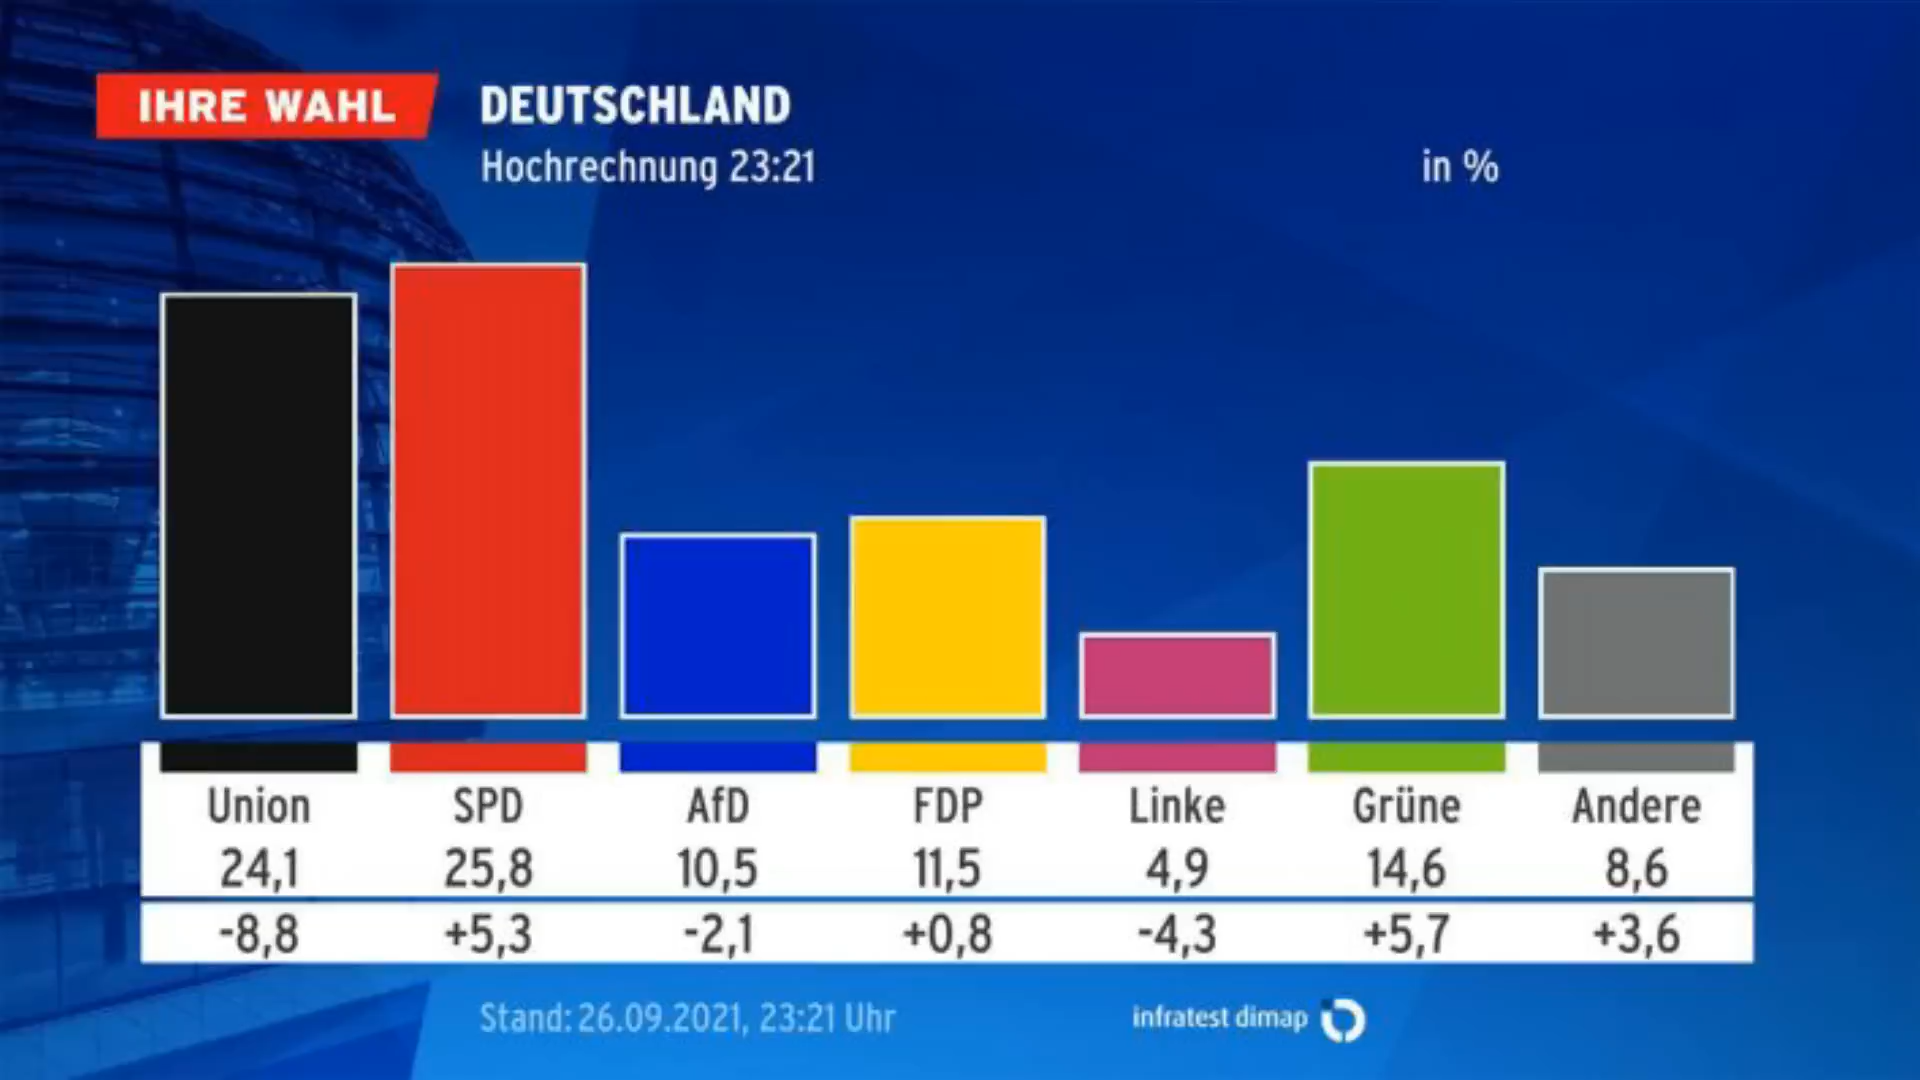 IHRE WAHL
DEUTSCHLAND
Hochrechnung 23:21
in %
Union SPD AfD FDP Linke Grüne Andere
24,1 25,8 10,5 11,5 4,9 14,6 8,6
-8,8 +5,3 -2,1 +0,8 -4,3 +5,7 +3,6
Stand: 26.09.2021, 23:21 Uhr
infratest dimap